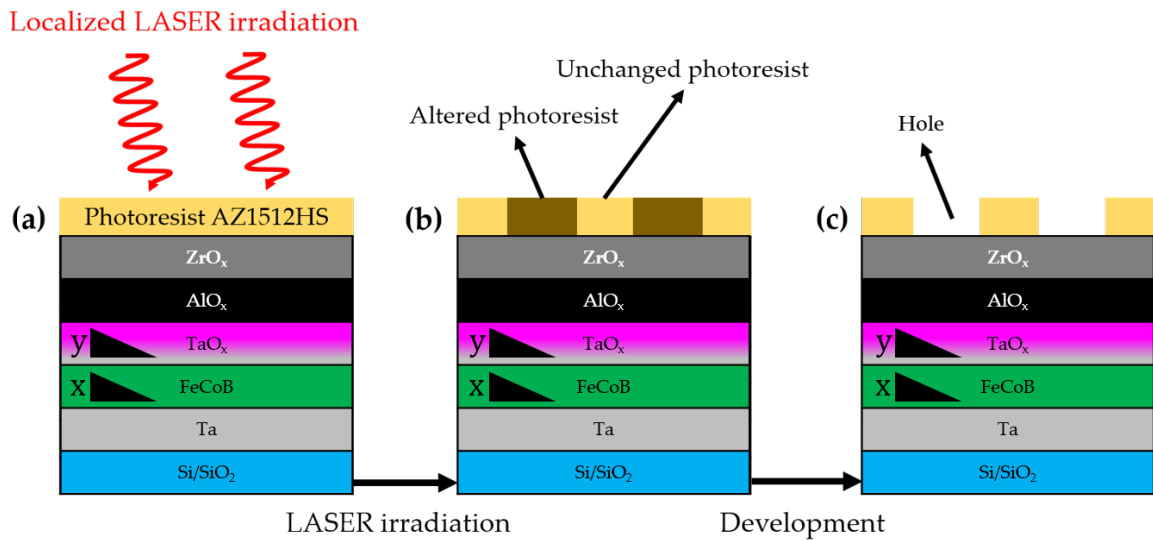 Localized LASER irradiation
Unchanged photoresist
Altered photoresist
Hole
(a)
Photoresist AZ1512HS
ZrOₓ
AlOₓ
y
TaOₓ
x
FeCoB
Ta
Si/SiO₂
LASER irradiation
(b)
ZrOₓ
AlOₓ
y
TaOₓ
x
FeCoB
Ta
Si/SiO₂
Development
(c)
ZrOₓ
AlOₓ
y
TaOₓ
x
FeCoB
Ta
Si/SiO₂